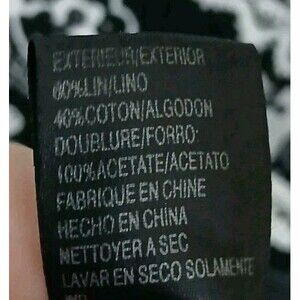 EXTERIEUR/EXTERIOR
60%LIN/LINO
40%COTON/ALGODON
DOUBLURE/FORRO:
100%ACETATE/ACETATO
FABRIQUE EN CHINE
HECHO EN CHINA
NETTOYER A SEC
LAVAR EN SECO SOLAMENTE